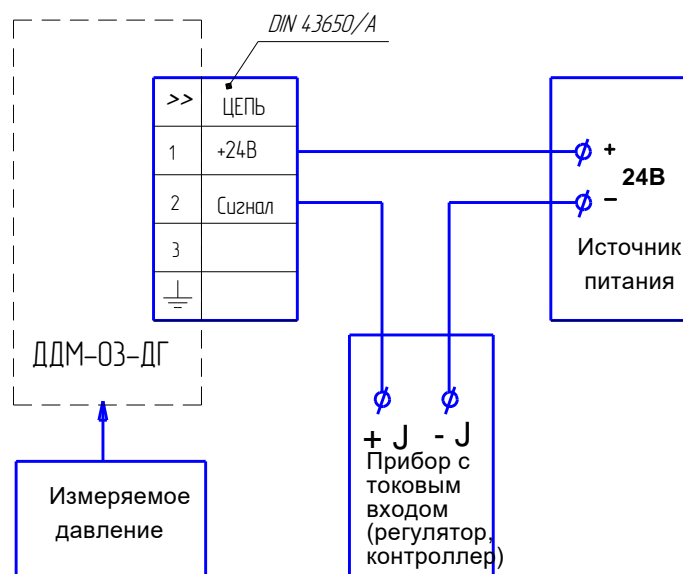 DIN 43650/A
>> ЦЕПЬ
1 +24В
2 Сигнал
3
ДДМ-03-ДГ
Измеряемое
давление
+
24В
–
Источник
питания
+ J - J
Прибор с
токовым
входом
(регулятор,
контроллер)